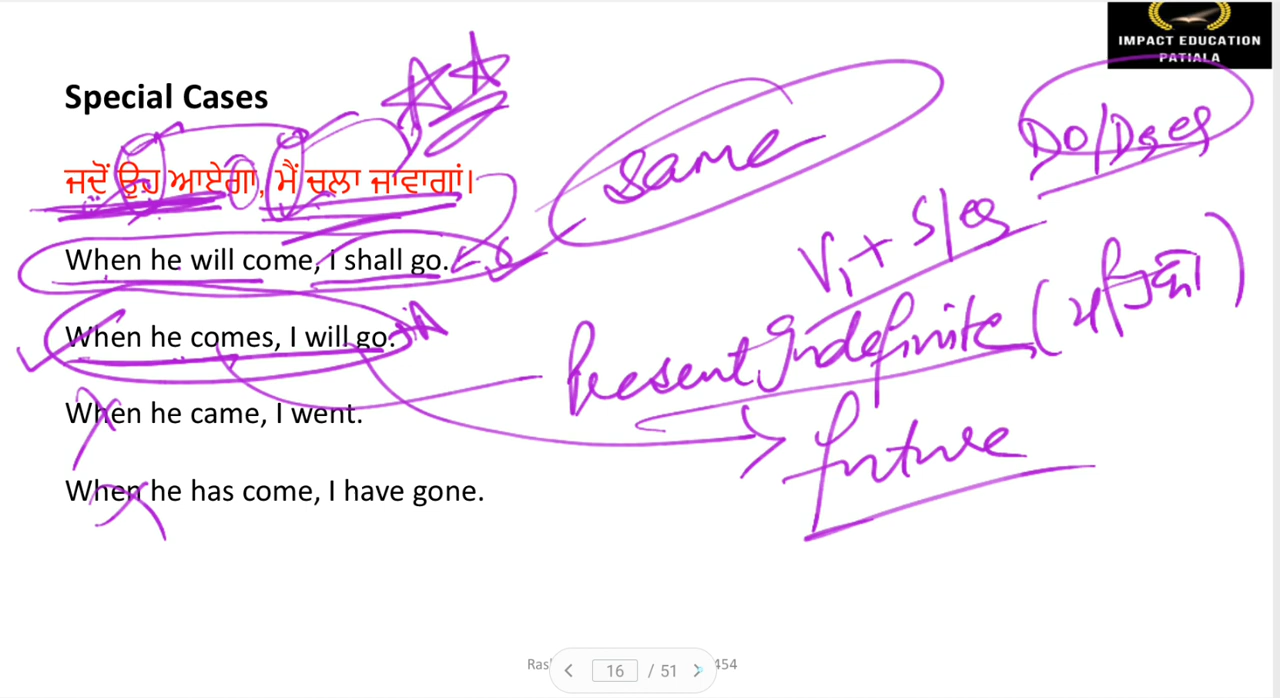 IMPACT EDUCATION
PATIALA
Special Cases
Do/Does
same
ਜਦੋਂ ਉਹ ਆਏਗਾ, ਮੈਂ ਚਲਾ ਜਾਵਾਗਾਂ।
V1 + s/es
When he will come, I shall go.
When he comes, I will go.
Present Indefinite
When he came, I went.
future
When he has come, I have gone.
16 / 51
454